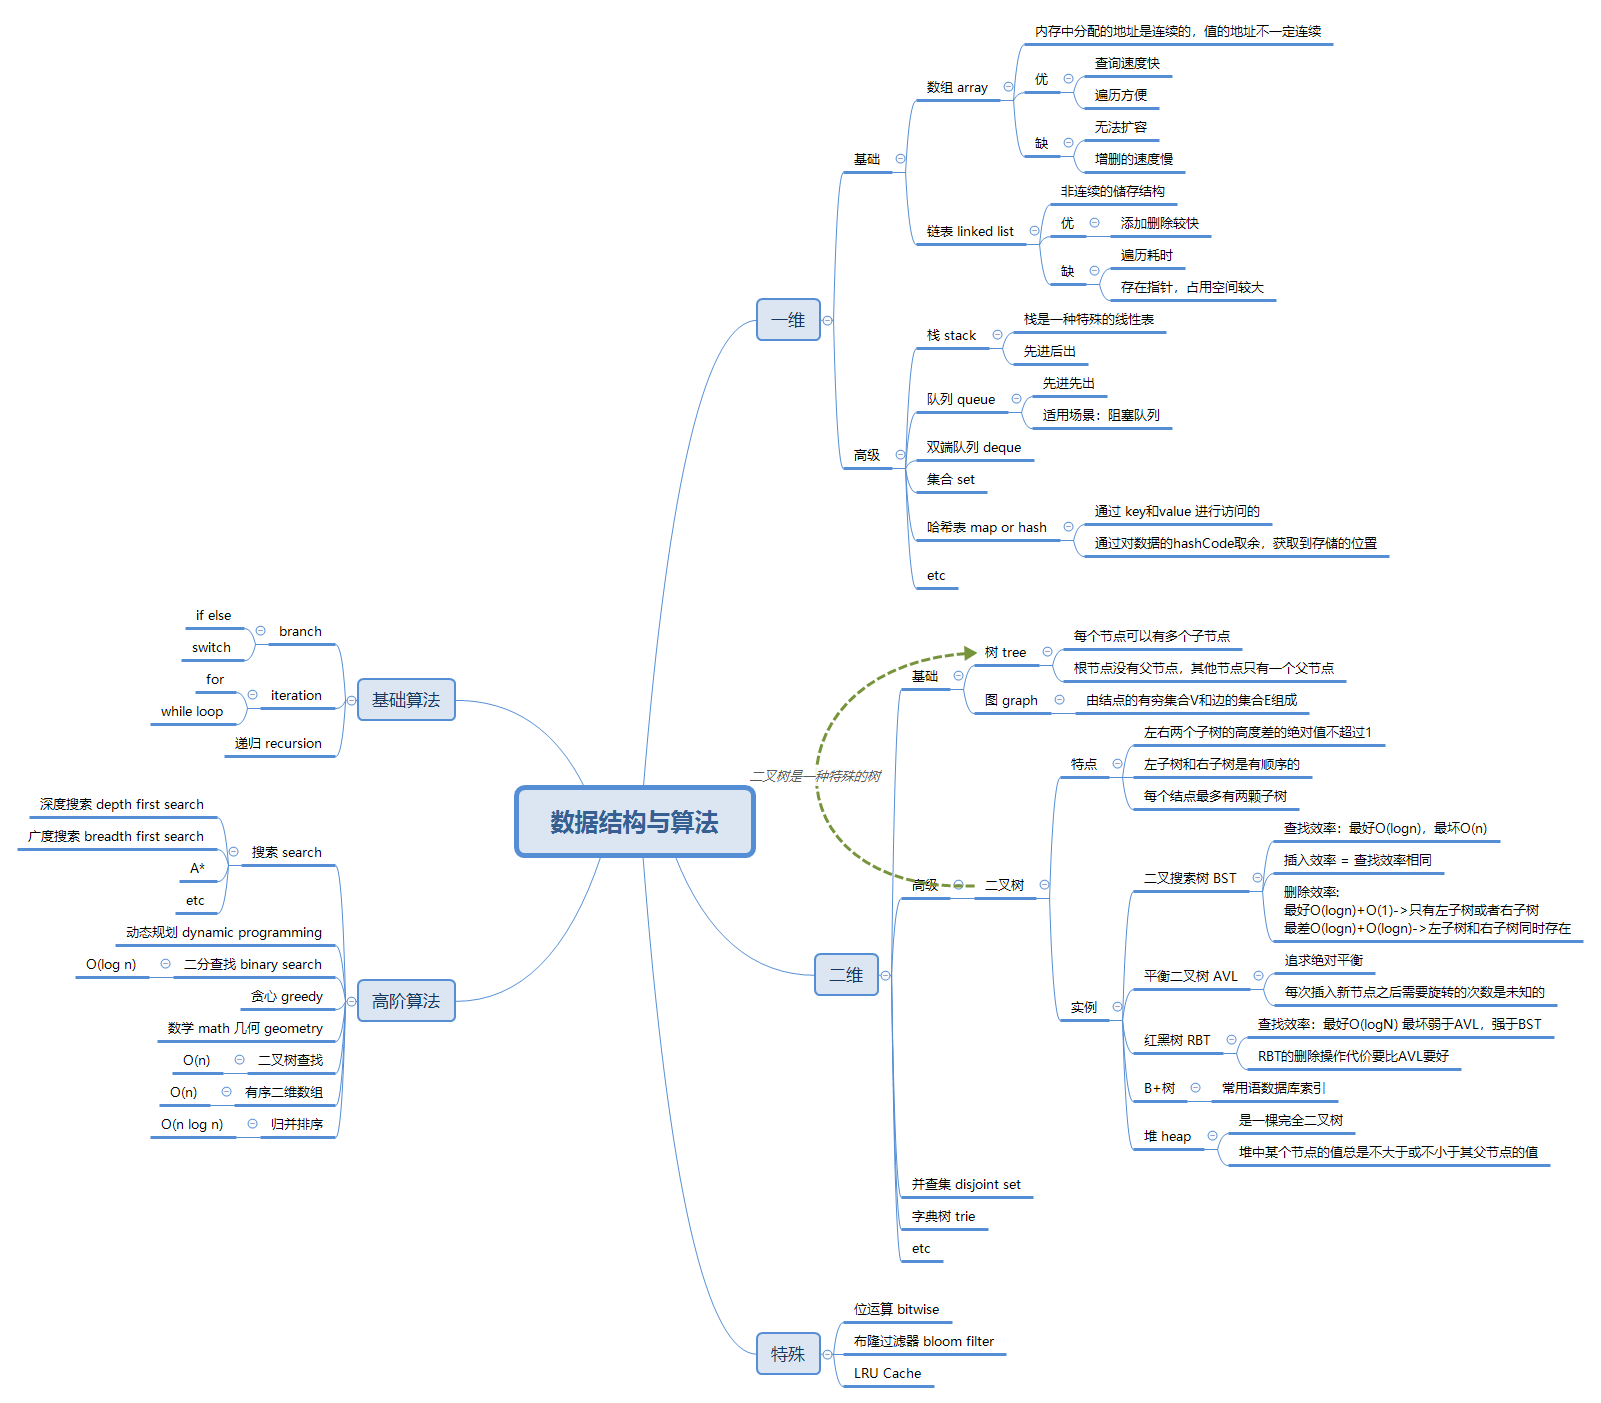 数据结构与算法
一维
基础
数组 array
内存中分配的地址是连续的，值的地址不一定连续
优
查询速度快
遍历方便
缺
无法扩容
增删的速度慢
链表 linked list
非连续的储存结构
优
添加删除较快
缺
遍历耗时
存在指针，占用空间较大
高级
栈 stack
栈是一种特殊的线性表
先进后出
队列 queue
先进先出
适用场景：阻塞队列
双端队列 deque
集合 set
哈希表 map or hash
通过 key和value 进行访问的
通过对数据的hashCode取余，获取到存储的位置
etc
二维
基础
树 tree
每个节点可以有多个子节点
根节点没有父节点，其他节点只有一个父节点
图 graph
由结点的有穷集合V和边的集合E组成
二叉树是一种特殊的树
高级
二叉树
特点
左右两个子树的高度差的绝对值不超过1
左子树和右子树是有顺序的
每个结点最多有两颗子树
实例
二叉搜索树 BST
查找效率：最好O(logn)，最坏O(n)
插入效率 = 查找效率相同
删除效率:
最好O(logn)+O(1)->只有左子树或者右子树
最差O(logn)+O(logn)->左子树和右子树同时存在
平衡二叉树 AVL
追求绝对平衡
每次插入新节点之后需要旋转的次数是未知的
红黑树 RBT
查找效率：最好O(logN) 最坏弱于AVL，强于BST
RBT的删除操作代价要比AVL要好
B+树
常用语数据库索引
堆 heap
是一棵完全二叉树
堆中某个节点的值总是不大于或不小于其父节点的值
并查集 disjoint set
字典树 trie
etc
特殊
位运算 bitwise
布隆过滤器 bloom filter
LRU Cache
基础算法
branch
if else
switch
iteration
for
while loop
递归 recursion
高阶算法
搜索 search
深度搜索 depth first search
广度搜索 breadth first search
A*
etc
动态规划 dynamic programming
二分查找 binary search
O(log n)
贪心 greedy
数学 math 几何 geometry
二叉树查找
O(n)
有序二维数组
O(n)
归并排序
O(n log n)